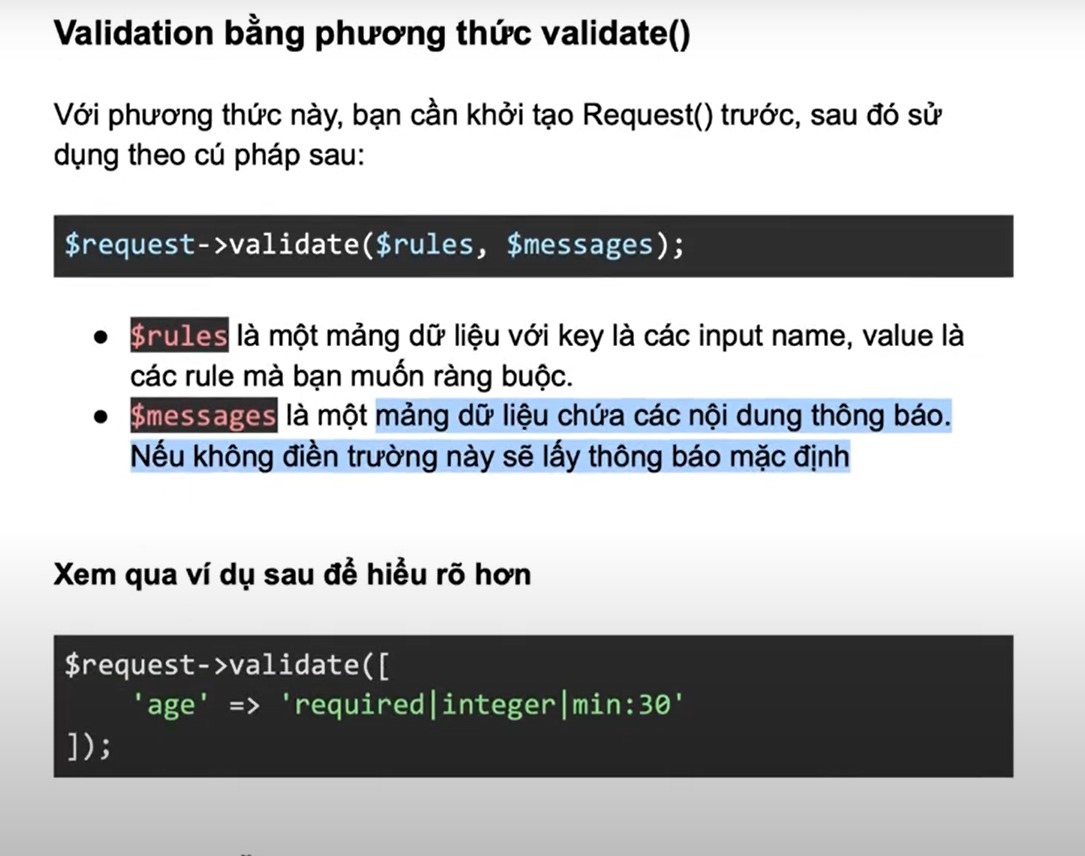 Validation bằng phương thức validate()
Với phương thức này, bạn cần khởi tạo Request() trước, sau đó sử
dụng theo cú pháp sau:
$request->validate($rules, $messages);
● $rules là một mảng dữ liệu với key là các input name, value là
các rule mà bạn muốn ràng buộc.
● $messages là một mảng dữ liệu chứa các nội dung thông báo.
Nếu không điền trường này sẽ lấy thông báo mặc định
Xem qua ví dụ sau để hiểu rõ hơn
$request->validate([
    'age' => 'required|integer|min:30'
]);